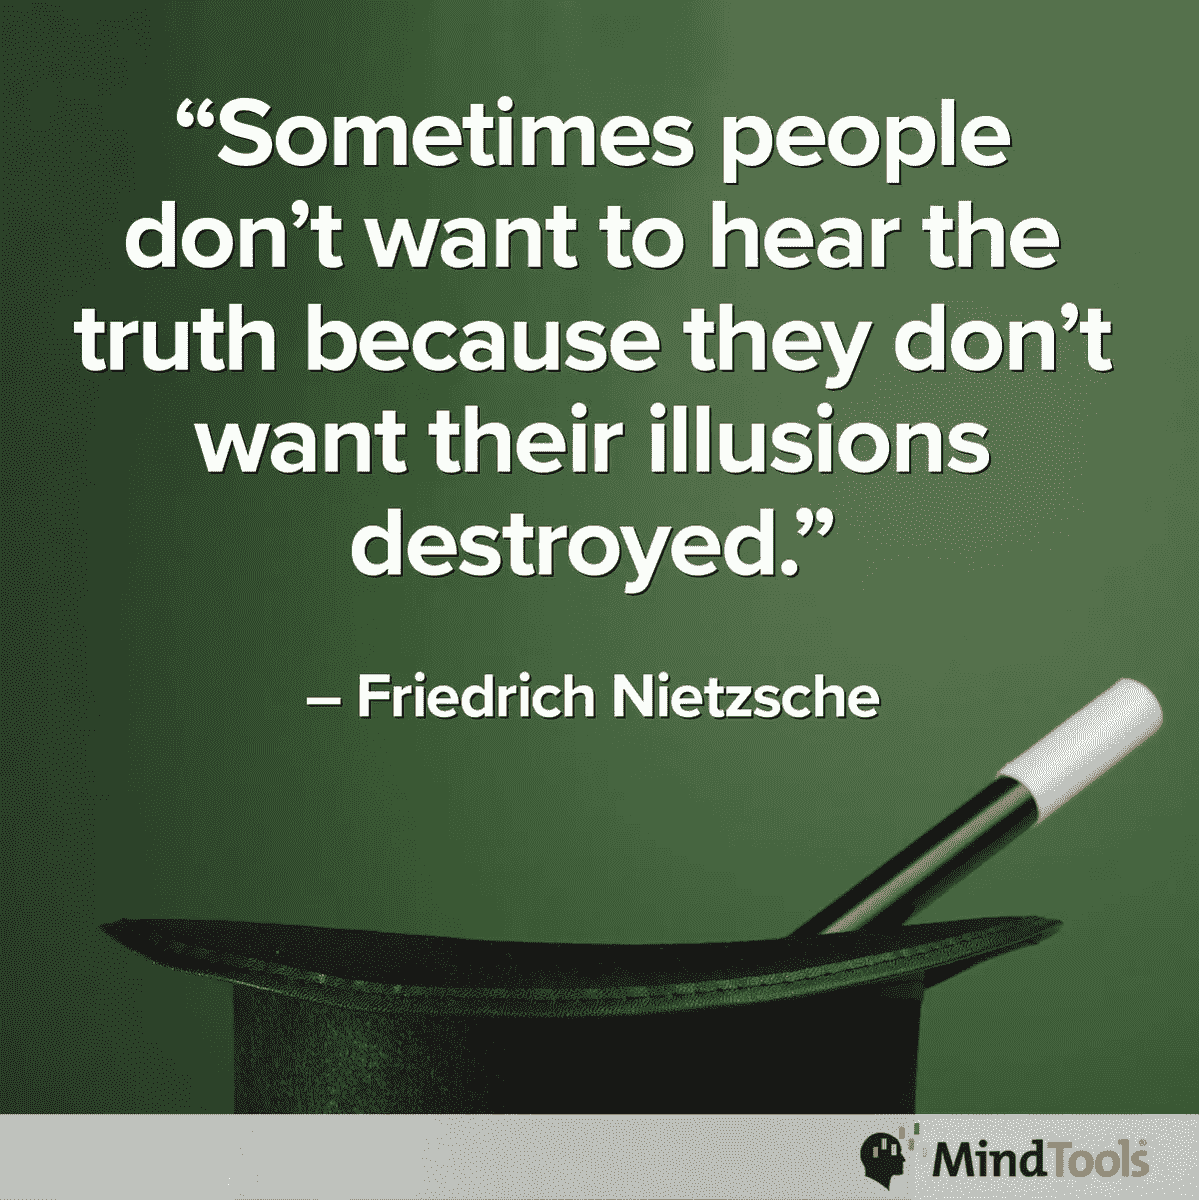 “Sometimes people
don’t want to hear the
truth because they don’t
want their illusions
destroyed.”
– Friedrich Nietzsche
MindTools